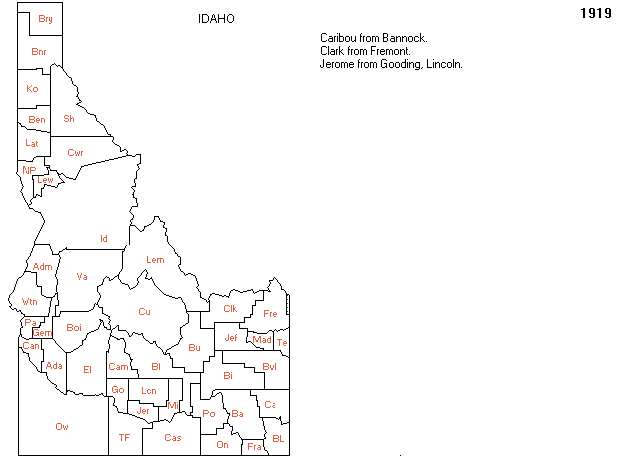 1919
IDAHO
Caribou from Bannock.
Clark from Fremont.
Jerome from Gooding, Lincoln.
Bry
Bnr
Ko
Ben
Sh
Lat
Cwr
NP
Lew
Id
Adm
Lem
Va
Wtn
Cu
Clk
Fre
Pa
Gem
Boi
Can
Bu
Jef
Mad
Te
Ada
El
Cam
Bl
Bi
Bvl
Go
Lcn
Jer
Mi
Po
Ba
Ca
Ow
TF
Cas
On
Fra
BL